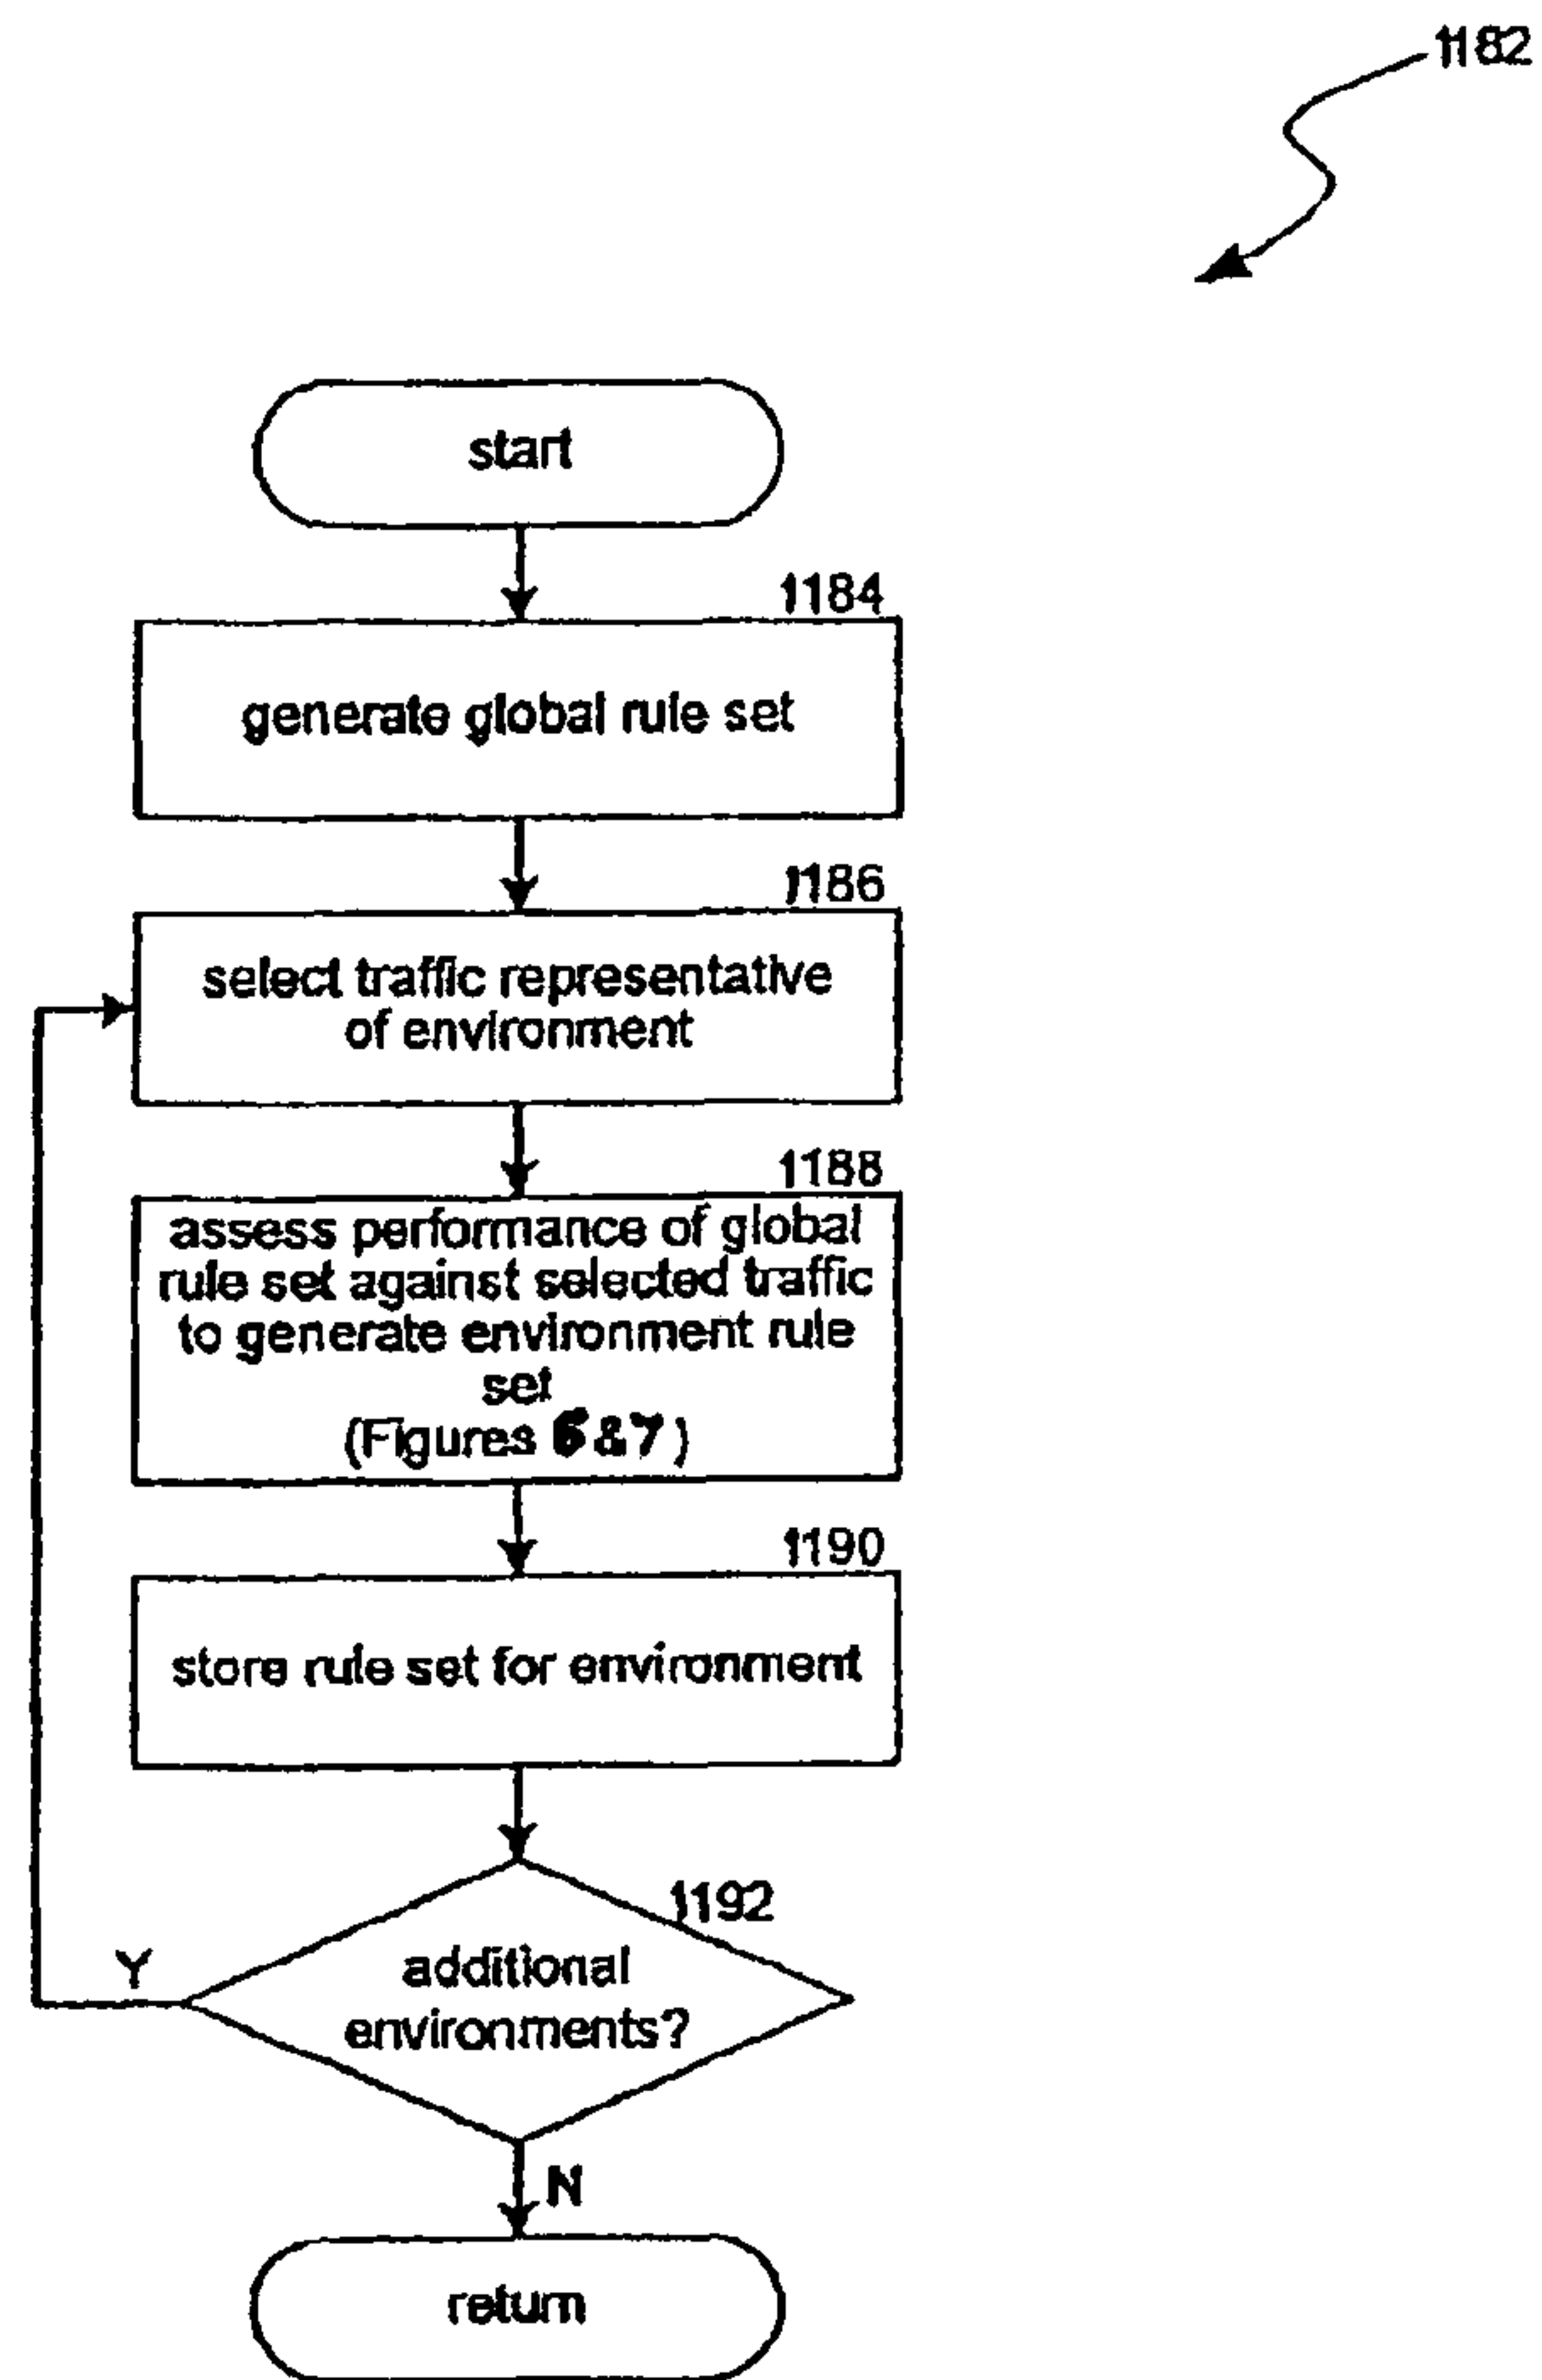 1182
start
1184
generate global rule set
1186
select traffic representative
of environment
1188
assess performance of global
rule set against selected traffic
to generate environment rule
set
(Figures 6 & 7)
1190
store rule set for environment
1192
additional
environments?
Y
N
return